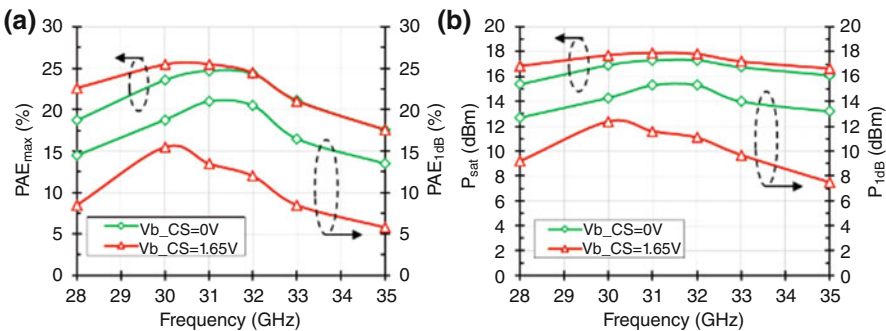 (a)
30
25
20
15
10
5
0
PAEmax (%)
30
25
20
15
10
5
0
PAE1dB (%)
Vb_CS=0V
Vb_CS=1.65V
28 29 30 31 32 33 34 35
Frequency (GHz)
(b)
20
18
16
14
12
10
8
6
4
2
0
Psat (dBm)
20
18
16
14
12
10
8
6
4
2
0
P1dB (dBm)
Vb_CS=0V
Vb_CS=1.65V
28 29 30 31 32 33 34 35
Frequency (GHz)